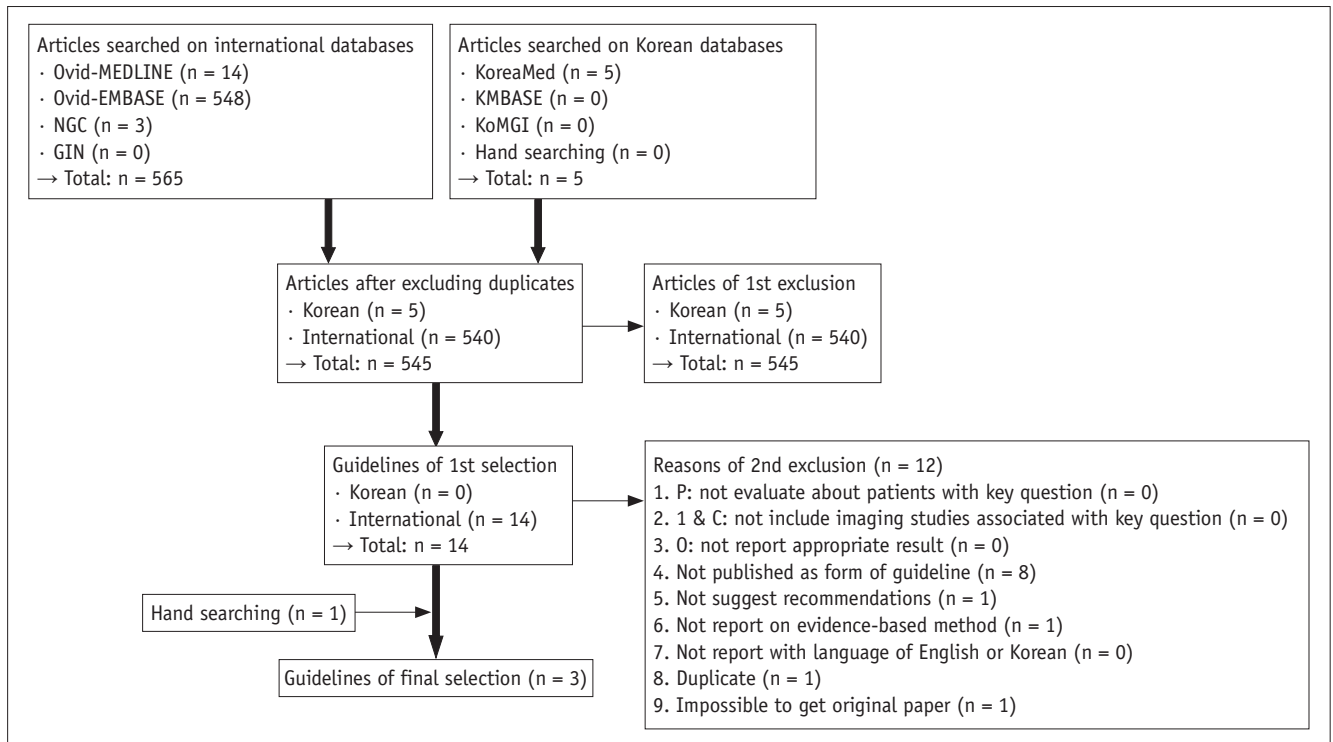 Articles searched on international databases
· Ovid-MEDLINE (n = 14)
· Ovid-EMBASE (n = 548)
· NGC (n = 3)
· GIN (n = 0)
→ Total: n = 565
Articles searched on Korean databases
· KoreaMed (n = 5)
· KMBASE (n = 0)
· KoMGI (n = 0)
· Hand searching (n = 0)
→ Total: n = 5
Articles after excluding duplicates
· Korean (n = 5)
· International (n = 540)
→ Total: n = 545
Articles of 1st exclusion
· Korean (n = 5)
· International (n = 540)
→ Total: n = 545
Guidelines of 1st selection
· Korean (n = 0)
· International (n = 14)
→ Total: n = 14
Reasons of 2nd exclusion (n = 12)
1. P: not evaluate about patients with key question (n = 0)
2. 1 & C: not include imaging studies associated with key question (n = 0)
3. O: not report appropriate result (n = 0)
4. Not published as form of guideline (n = 8)
5. Not suggest recommendations (n = 1)
6. Not report on evidence-based method (n = 1)
7. Not report with language of English or Korean (n = 0)
8. Duplicate (n = 1)
9. Impossible to get original paper (n = 1)
Hand searching (n = 1)
Guidelines of final selection (n = 3)